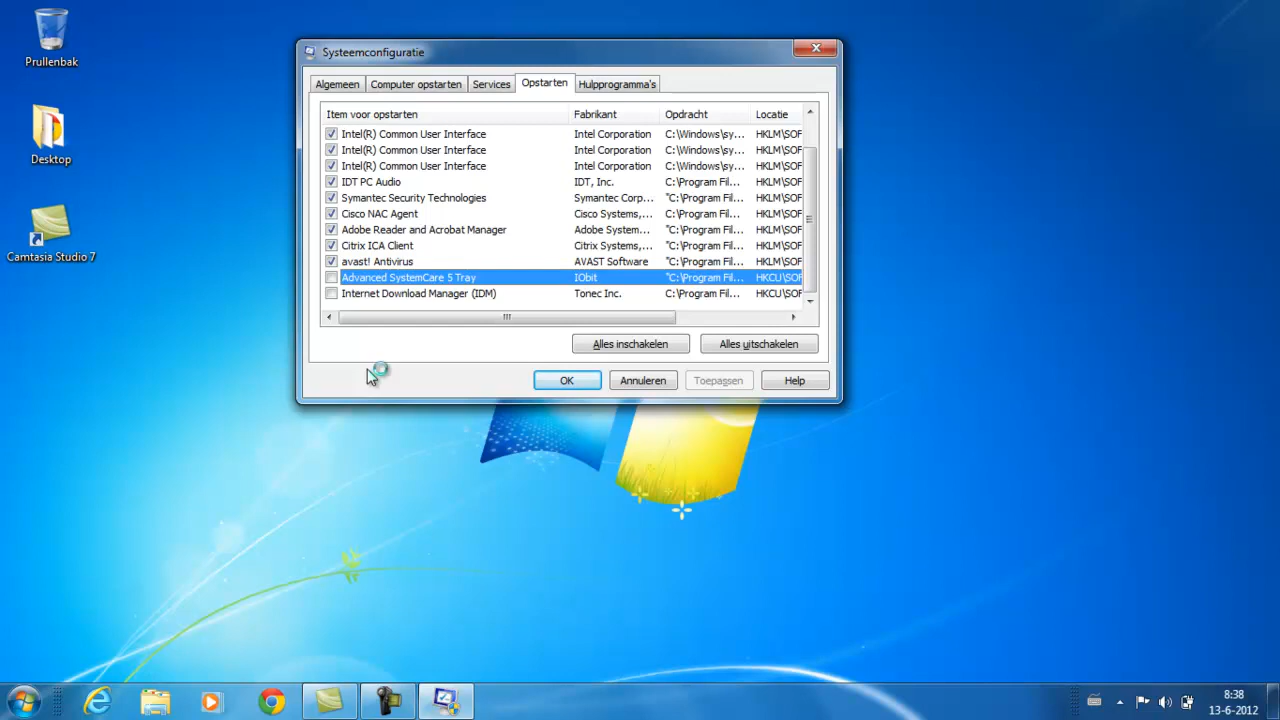 Prullenbak
Desktop
Camtasia Studio 7
Systeemconfiguratie
Algemeen Computer opstarten Services Opstarten Hulpprogramma's
Item voor opstarten Fabrikant Opdracht Locatie
Intel(R) Common User Interface Intel Corporation C:\Windows\sy... HKLM\SOF
Intel(R) Common User Interface Intel Corporation C:\Windows\sy... HKLM\SOF
Intel(R) Common User Interface Intel Corporation C:\Windows\sy... HKLM\SOF
IDT PC Audio IDT, Inc. C:\Program Fil... HKLM\SOF
Symantec Security Technologies Symantec Corp... "C:\Program Fil... HKLM\SOF
Cisco NAC Agent Cisco Systems,... "C:\Program Fil... HKLM\SOF
Adobe Reader and Acrobat Manager Adobe System... "C:\Program Fil... HKLM\SOF
Citrix ICA Client Citrix Systems,... "C:\Program Fil... HKLM\SOF
avast! Antivirus AVAST Software "C:\Program Fil... HKLM\SOF
Advanced SystemCare 5 Tray IObit "C:\Program Fil... HKCU\SOF
Internet Download Manager (IDM) Tonec Inc. C:\Program Fil... HKCU\SOF
Alles inschakelen Alles uitschakelen
OK Annuleren Toepassen Help
8:38
13-6-2012